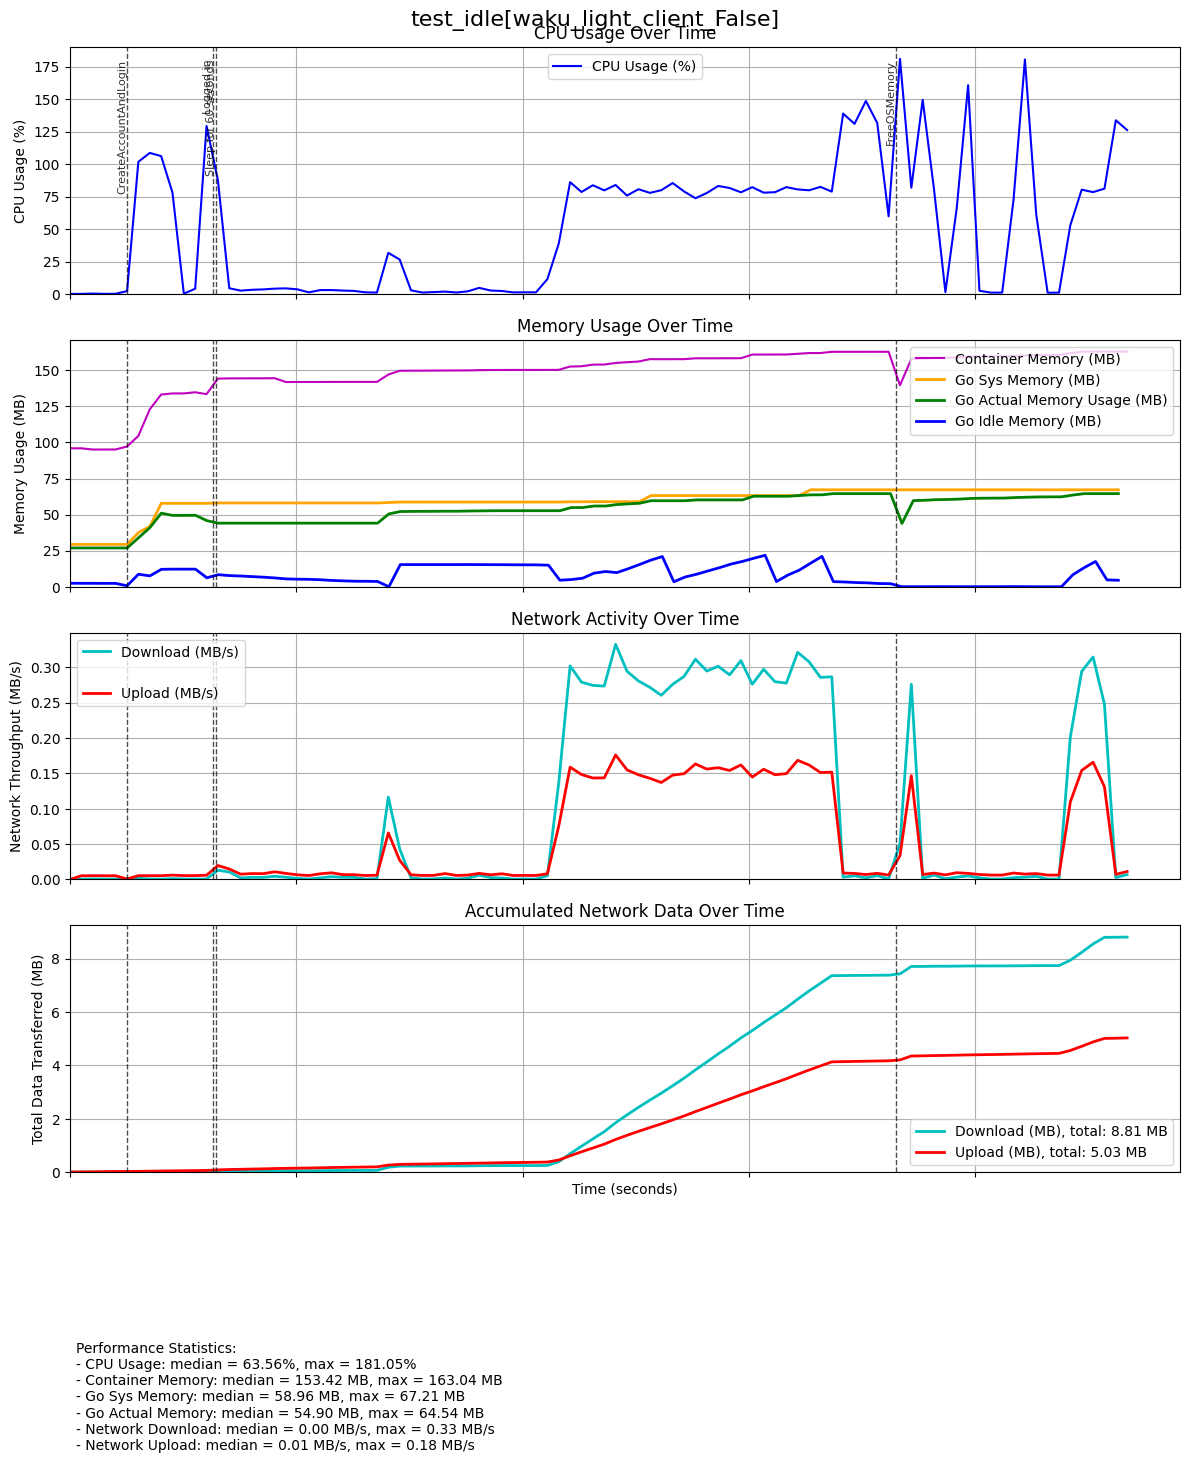 test_idle[waku_light_client_False]
CPU Usage Over Time
CPU Usage (%)
175
150
125
100
75
50
25
0
CPU Usage (%)
CreateAccountAndLogin
Logged in
Sleep for 60 seconds
FreeOSMemory
Memory Usage Over Time
Memory Usage (MB)
150
125
100
75
50
25
0
Container Memory (MB)
Go Sys Memory (MB)
Go Actual Memory Usage (MB)
Go Idle Memory (MB)
Network Activity Over Time
Network Throughput (MB/s)
0.30
0.25
0.20
0.15
0.10
0.05
0.00
Download (MB/s)
Upload (MB/s)
Accumulated Network Data Over Time
Total Data Transferred (MB)
8
6
4
2
0
Download (MB), total: 8.81 MB
Upload (MB), total: 5.03 MB
Time (seconds)
Performance Statistics:
- CPU Usage: median = 63.56%, max = 181.05%
- Container Memory: median = 153.42 MB, max = 163.04 MB
- Go Sys Memory: median = 58.96 MB, max = 67.21 MB
- Go Actual Memory: median = 54.90 MB, max = 64.54 MB
- Network Download: median = 0.00 MB/s, max = 0.33 MB/s
- Network Upload: median = 0.01 MB/s, max = 0.18 MB/s